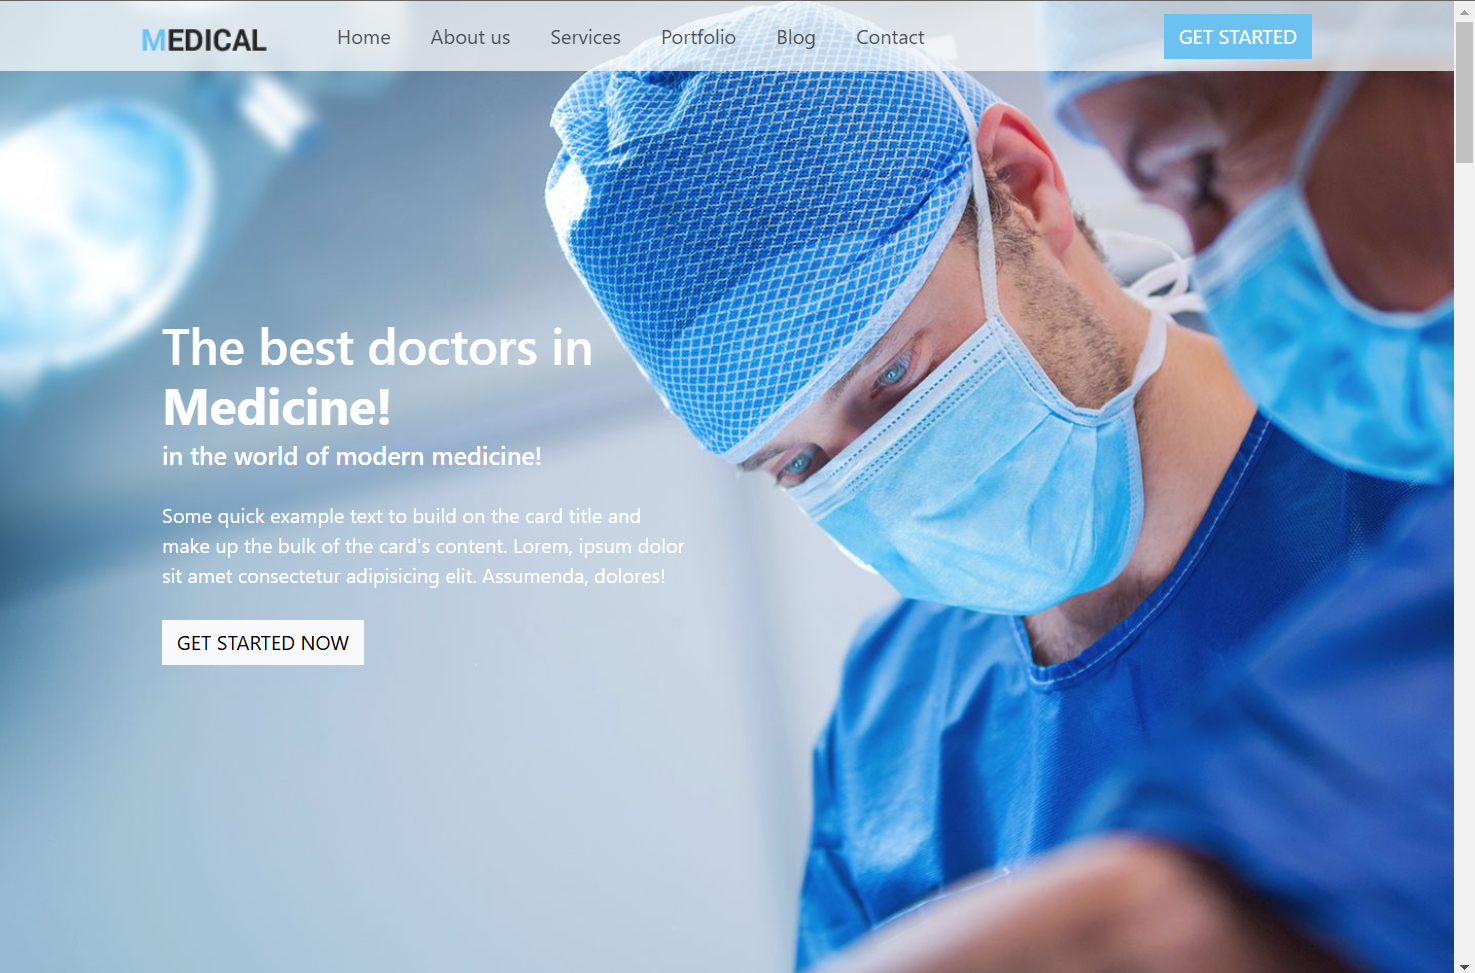 MEDICAL
Home
About us
Services
Portfolio
Blog
Contact
GET STARTED
The best doctors in
Medicine!
in the world of modern medicine!
Some quick example text to build on the card title and
make up the bulk of the card's content. Lorem, ipsum dolor
sit amet consectetur adipisicing elit. Assumenda, dolores!
GET STARTED NOW